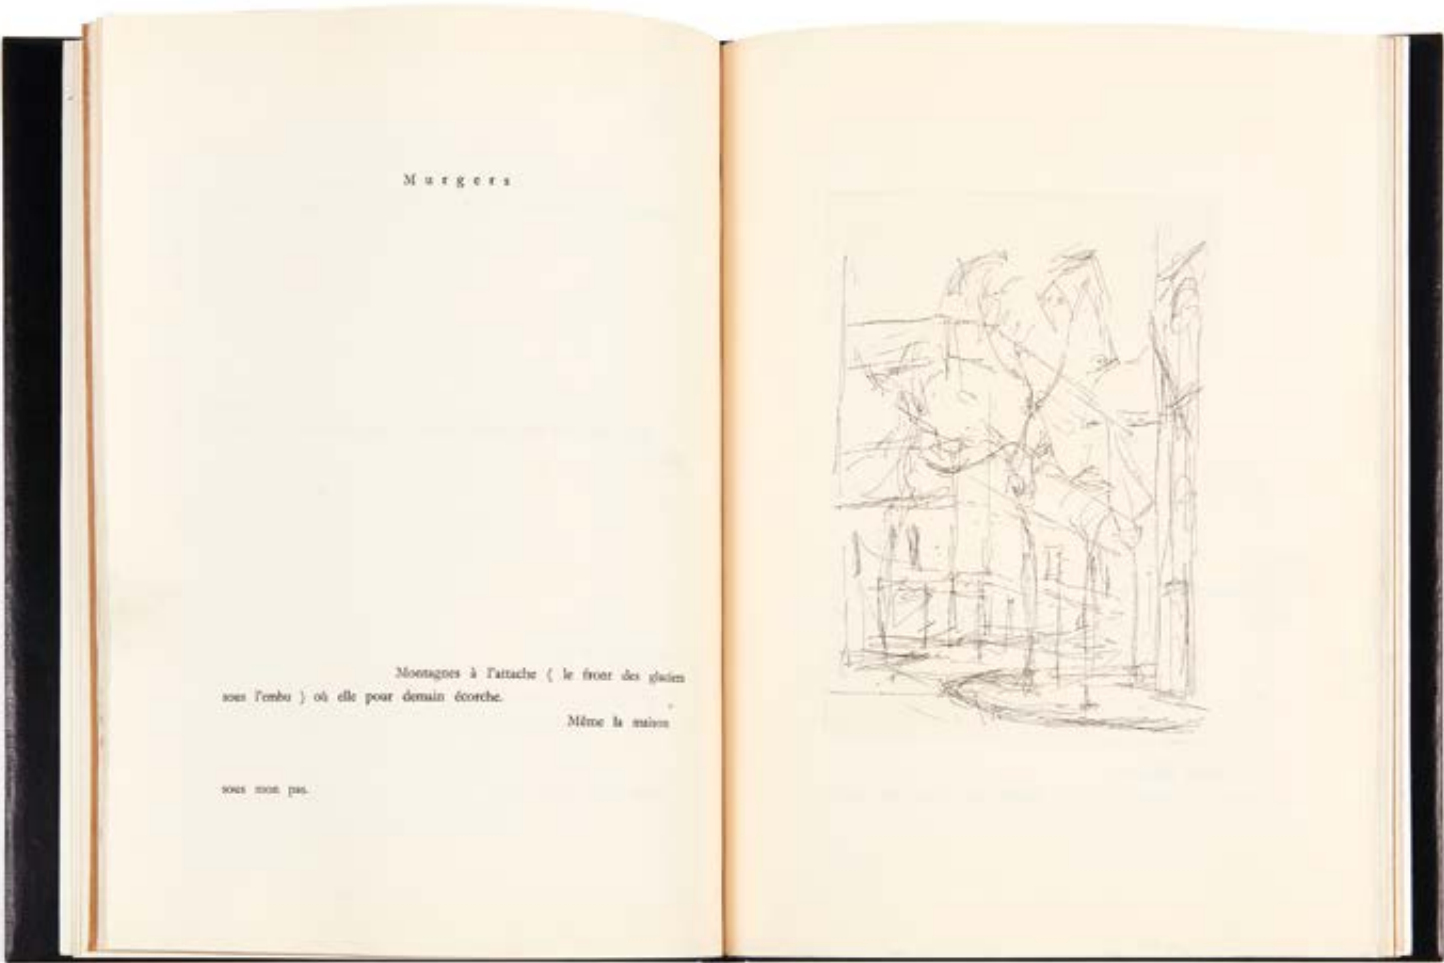 Murgers
Montagnes à l'attache ( le front des glaciers
sous l'embu ) où elle pour demain écorche.
Même la maison
sous mon pas.